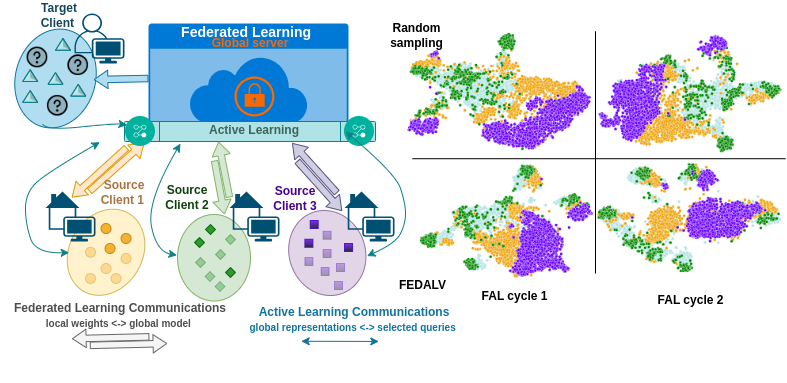 Target
Client
?
?
?
Federated Learning
Global server
Active Learning
Source
Client 1
Source
Client 2
Source
Client 3
Federated Learning Communications
local weights <-> global model
Active Learning Communications
global representations <-> selected queries
Random
sampling
FEDALV
FAL cycle 1
FAL cycle 2